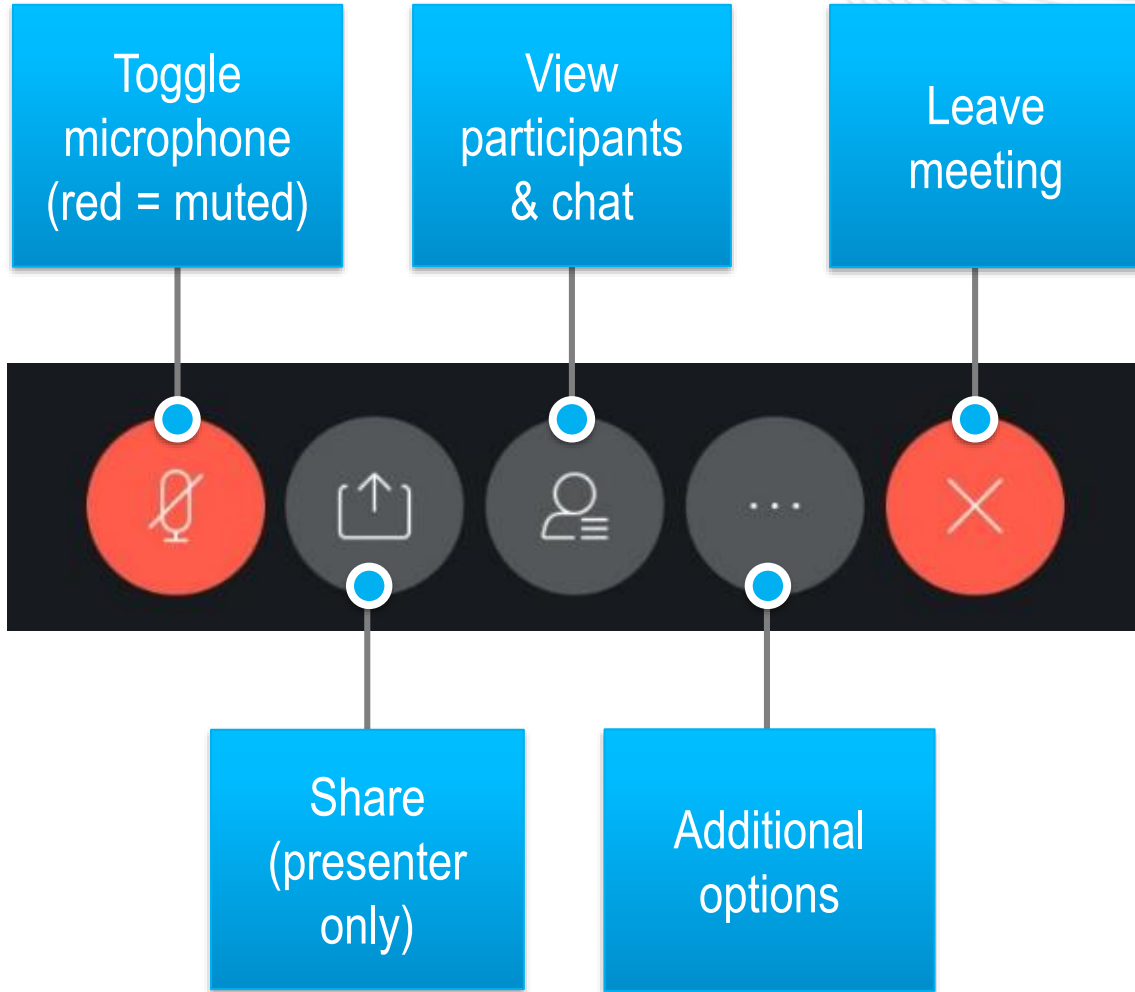 Toggle
microphone
(red = muted)
View
participants
& chat
Leave
meeting
Share
(presenter
only)
Additional
options